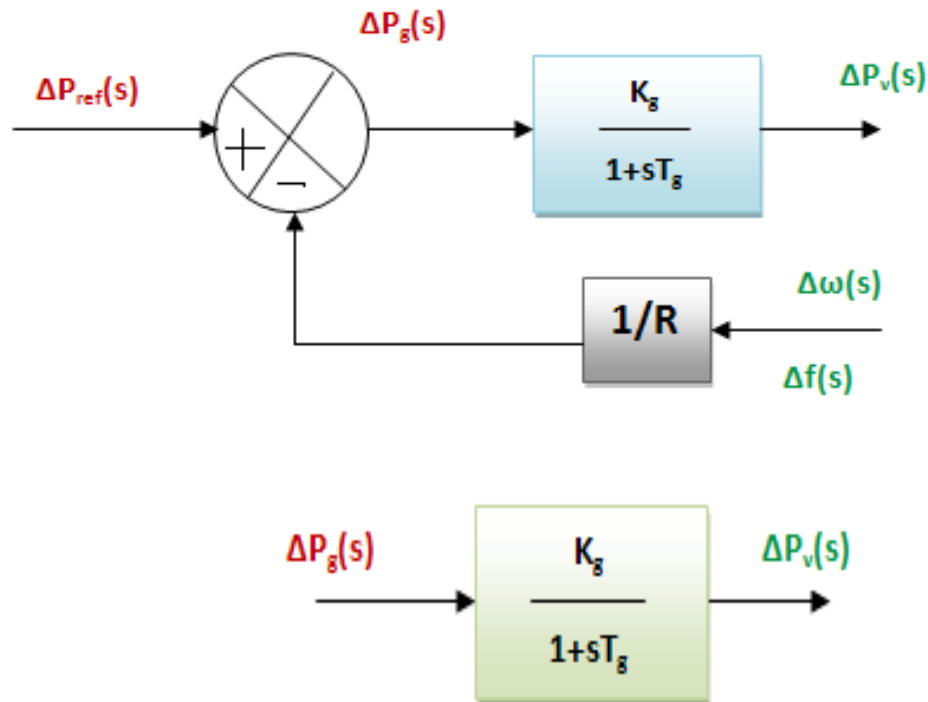 ΔPg(s)
ΔPref(s)
+
−
Kg
1+sTg
ΔPv(s)
1/R
Δω(s)
Δf(s)
ΔPg(s)
Kg
1+sTg
ΔPv(s)